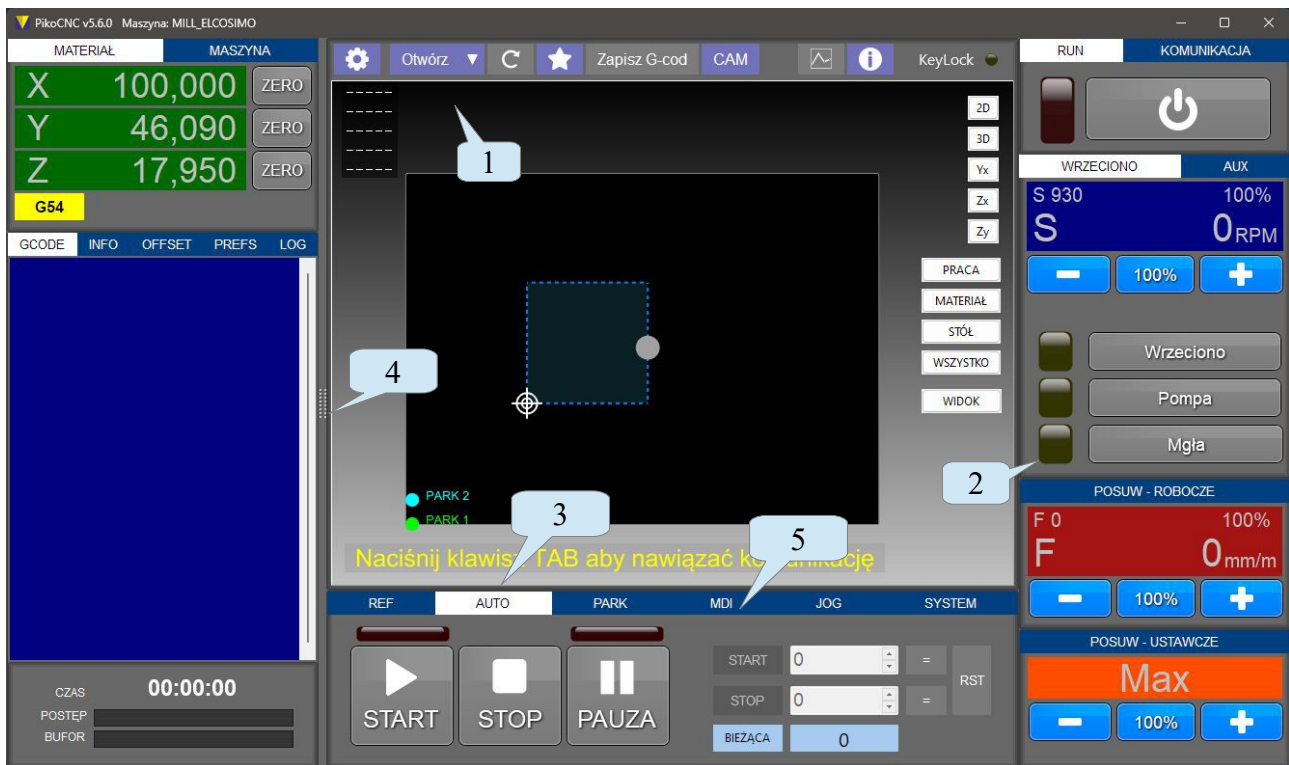 PikoCNC v5.6.0 Maszyna: MILL_ELCOSIMO
MATERIAŁ MASZYNA
X 100,000 ZERO
Y 46,090 ZERO
Z 17,950 ZERO
G54
GCODE INFO OFFSET PREFS LOG
CZAS 00:00:00
POSTĘP
BUFOR
Otwórz Zapisz G-cod CAM KeyLock
-----
-----
-----
-----
-----
1
2D
3D
Yx
Zx
Zy
PRACA
MATERIAŁ
STÓŁ
WSZYSTKO
WIDOK
4
PARK 2
PARK 1
3
5
Naciśnij klawisz TAB aby nawiązać komunikację
REF AUTO PARK MDI JOG SYSTEM
START STOP PAUZA
START 0 =
STOP 0 =
RST
BIEŻĄCA 0
RUN KOMUNIKACJA
WRZECIONO AUX
S 930 100%
S 0 RPM
100%
Wrzeciono
Pompa
Mgła
2
POSUW - ROBOCZE
F 0 100%
F 0 mm/m
100%
POSUW - USTAWCZE
Max
100%